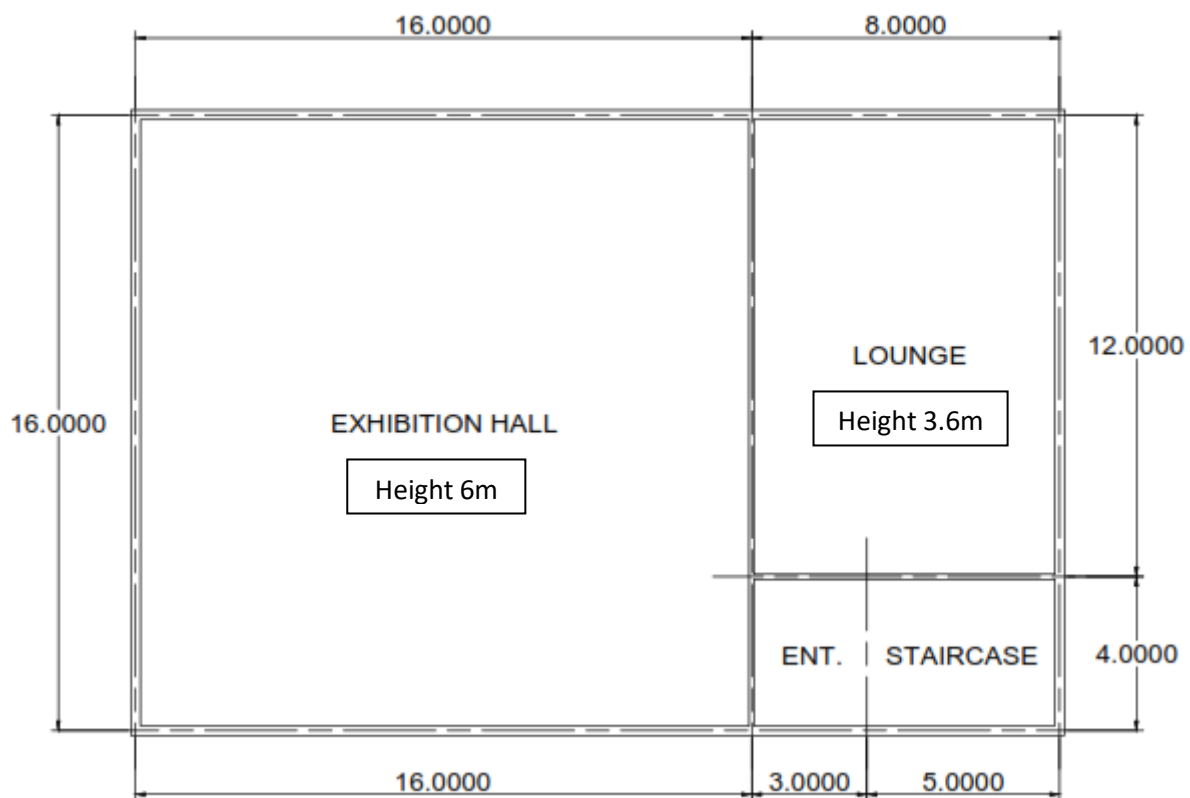 16.0000
8.0000
LOUNGE
12.0000
Height 3.6m
16.0000
EXHIBITION HALL
Height 6m
ENT.
STAIRCASE
4.0000
16.0000
3.0000
5.0000